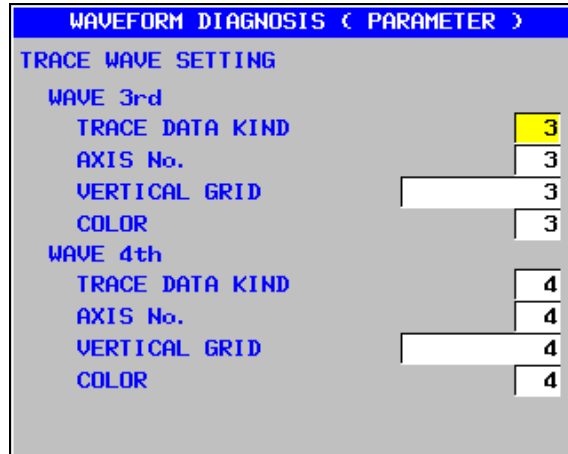 WAVEFORM DIAGNOSIS ( PARAMETER )
TRACE WAVE SETTING
WAVE 3rd
TRACE DATA KIND 3
AXIS No. 3
VERTICAL GRID 3
COLOR 3
WAVE 4th
TRACE DATA KIND 4
AXIS No. 4
VERTICAL GRID 4
COLOR 4